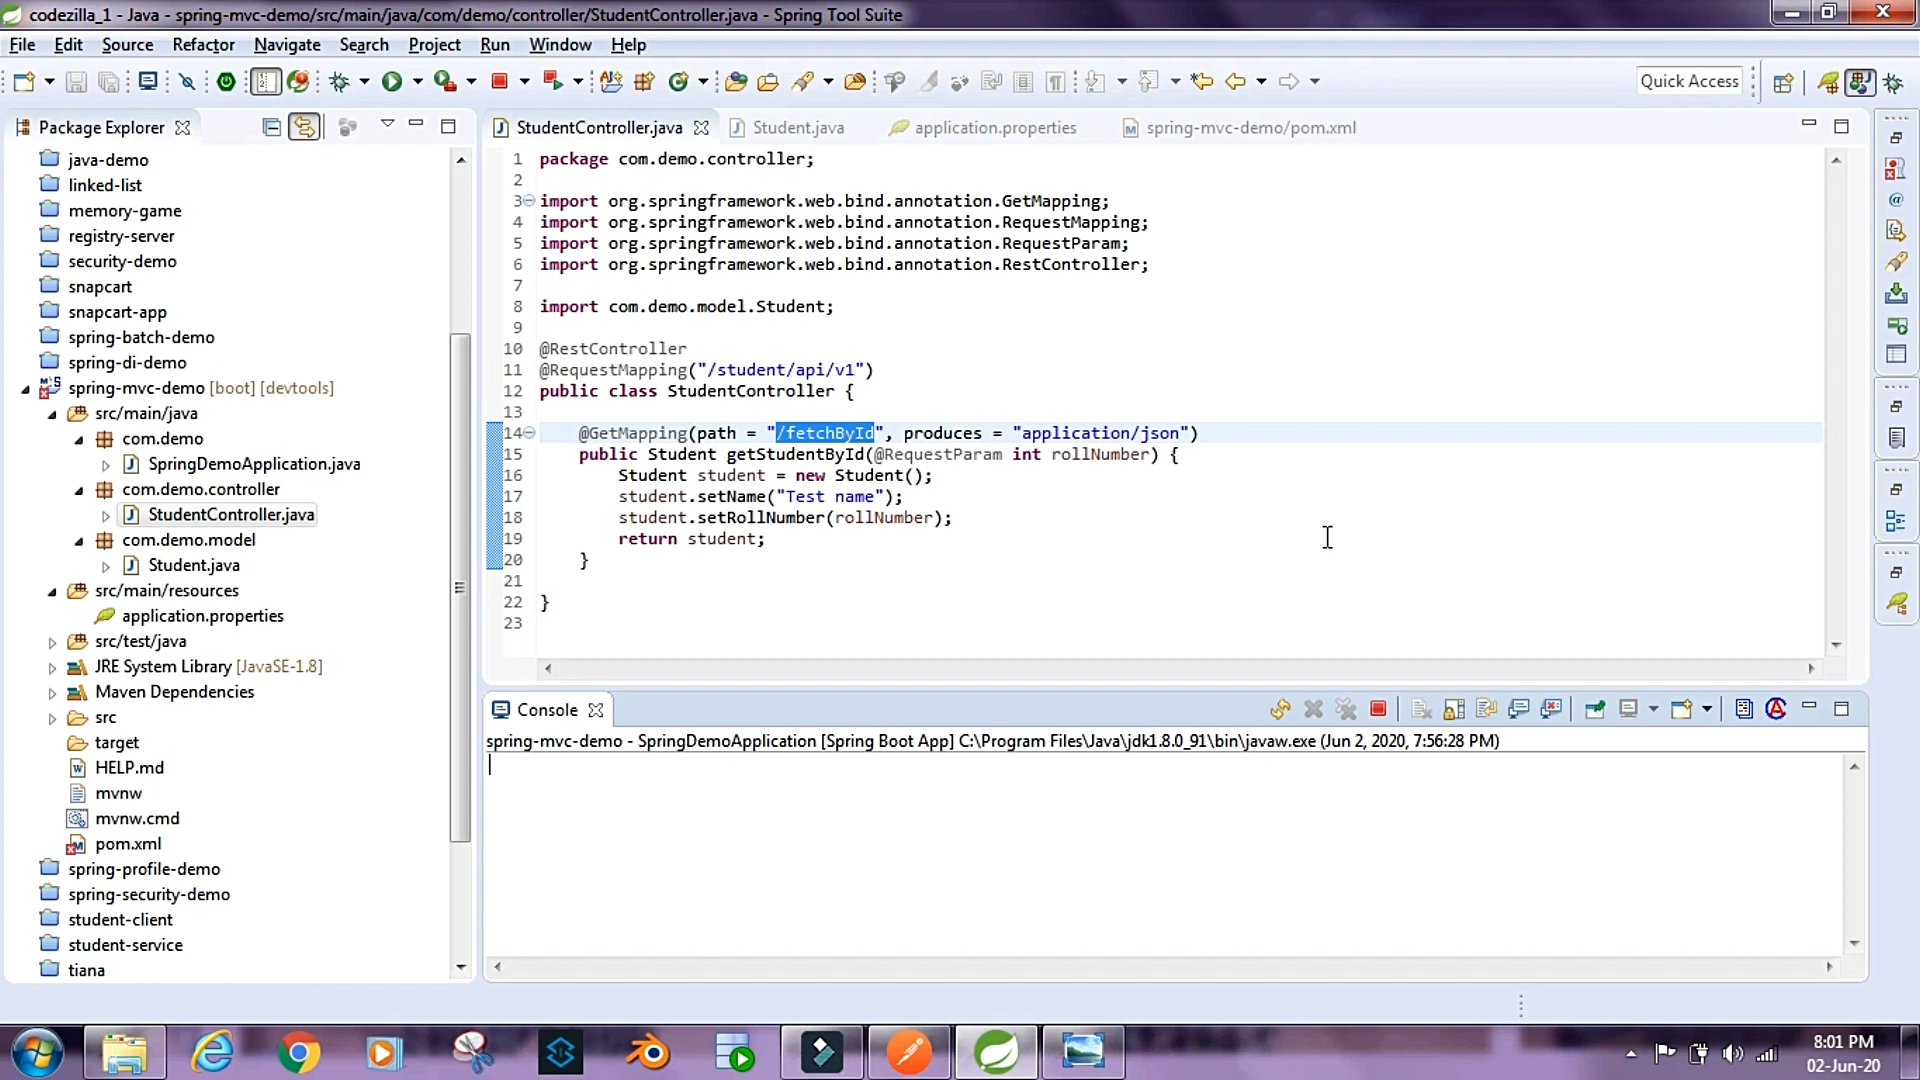 codezilla_1 - Java - spring-mvc-demo/src/main/java/com/demo/controller/StudentController.java - Spring Tool Suite
File Edit Source Refactor Navigate Search Project Run Window Help
Quick Access
Package Explorer
java-demo
linked-list
memory-game
registry-server
security-demo
snapcart
snapcart-app
spring-batch-demo
spring-di-demo
spring-mvc-demo [boot] [devtools]
src/main/java
com.demo
SpringDemoApplication.java
com.demo.controller
StudentController.java
com.demo.model
Student.java
src/main/resources
application.properties
src/test/java
JRE System Library [JavaSE-1.8]
Maven Dependencies
src
target
HELP.md
mvnw
mvnw.cmd
pom.xml
spring-profile-demo
spring-security-demo
student-client
student-service
tiana
StudentController.java Student.java application.properties spring-mvc-demo/pom.xml
1 package com.demo.controller;
2
3 import org.springframework.web.bind.annotation.GetMapping;
4 import org.springframework.web.bind.annotation.RequestMapping;
5 import org.springframework.web.bind.annotation.RequestParam;
6 import org.springframework.web.bind.annotation.RestController;
7
8 import com.demo.model.Student;
9
10 @RestController
11 @RequestMapping("/student/api/v1")
12 public class StudentController {
13
14 @GetMapping(path = "/fetchById", produces = "application/json")
15 public Student getStudentById(@RequestParam int rollNumber) {
16 Student student = new Student();
17 student.setName("Test name");
18 student.setRollNumber(rollNumber);
19 return student;
20 }
21
22 }
23
Console
spring-mvc-demo - SpringDemoApplication [Spring Boot App] C:\Program Files\Java\jdk1.8.0_91\bin\javaw.exe (Jun 2, 2020, 7:56:28 PM)
8:01 PM
02-Jun-20